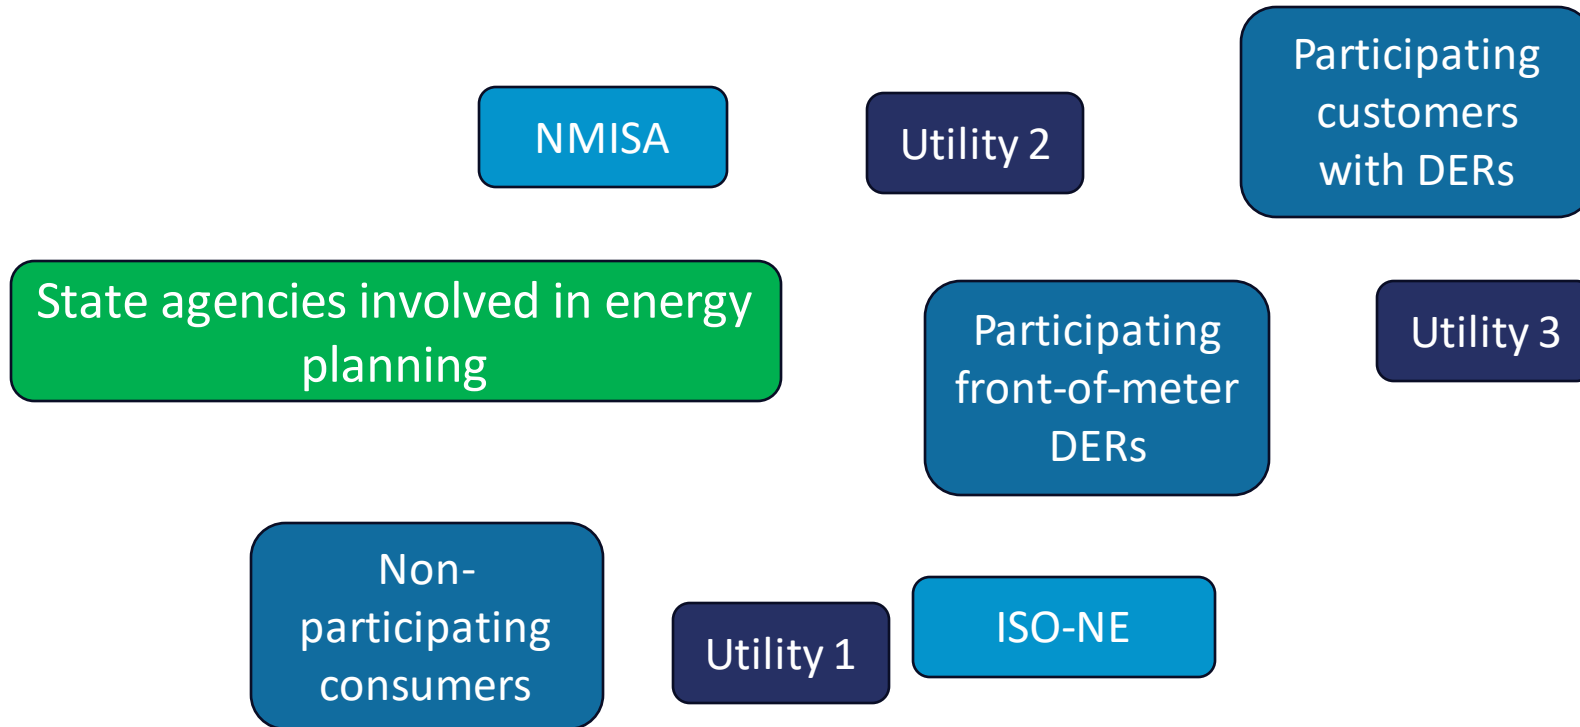 Participating
customers
with DERs
NMISA
Utility 2
State agencies involved in energy
planning
Participating
front-of-meter
DERs
Utility 3
Non-
participating
consumers
Utility 1
ISO-NE